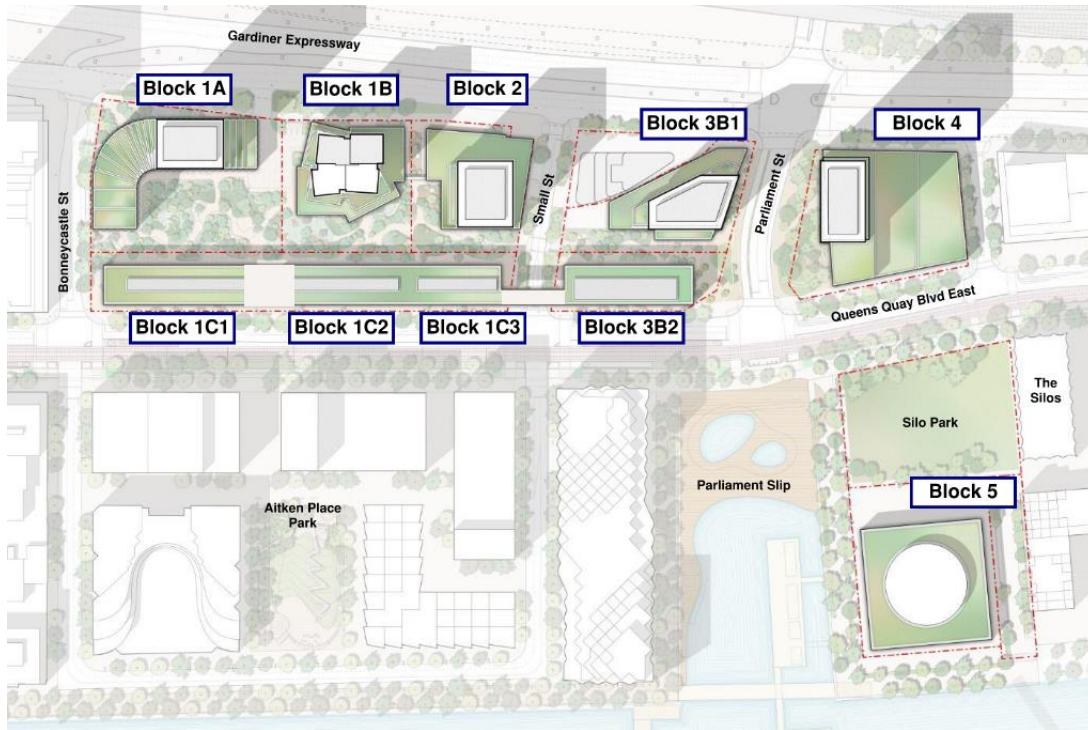 Gardiner Expressway
Block 1A
Block 1B
Block 2
Block 3B1
Block 4
Bonneycastle St
Small St
Parliament St
Queens Quay Blvd East
Block 1C1
Block 1C2
Block 1C3
Block 3B2
The
Silos
Silo Park
Parliament Slip
Block 5
Aitken Place
Park